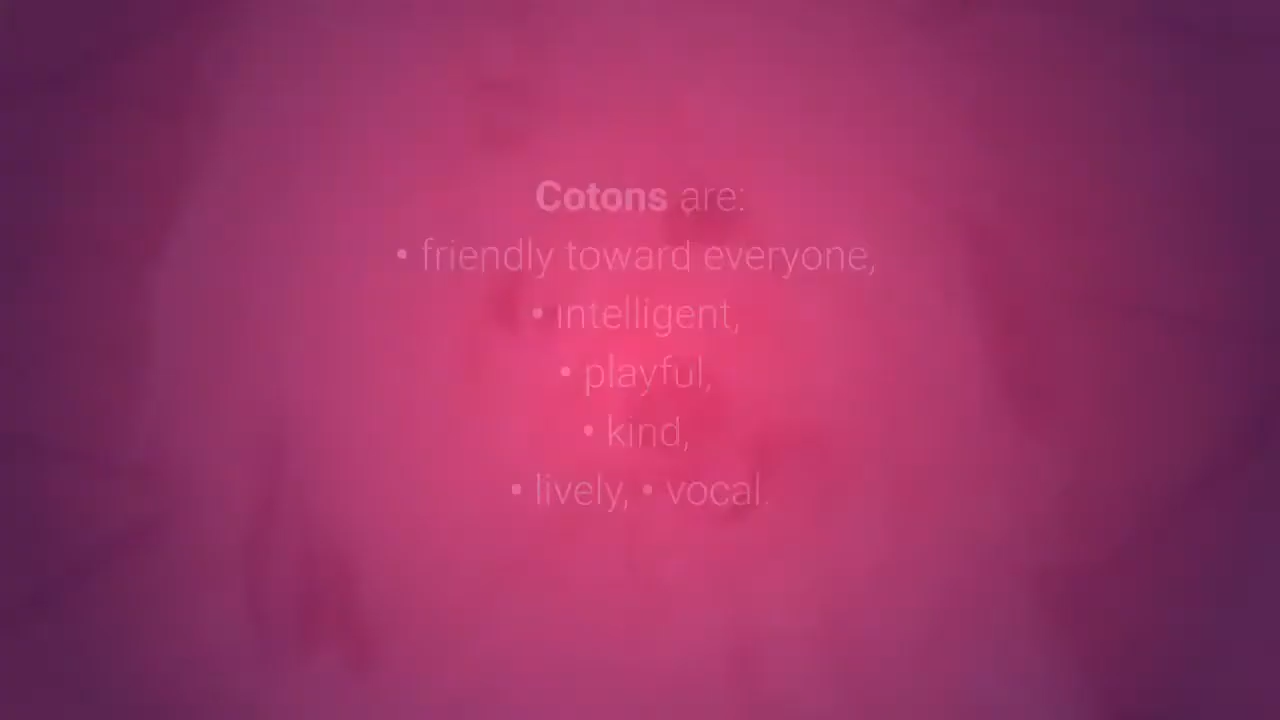 Cotons are:
• friendly toward everyone,
• intelligent,
• playful,
• kind,
• lively, • vocal.